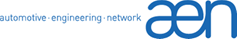 automotive · engineering · network aen